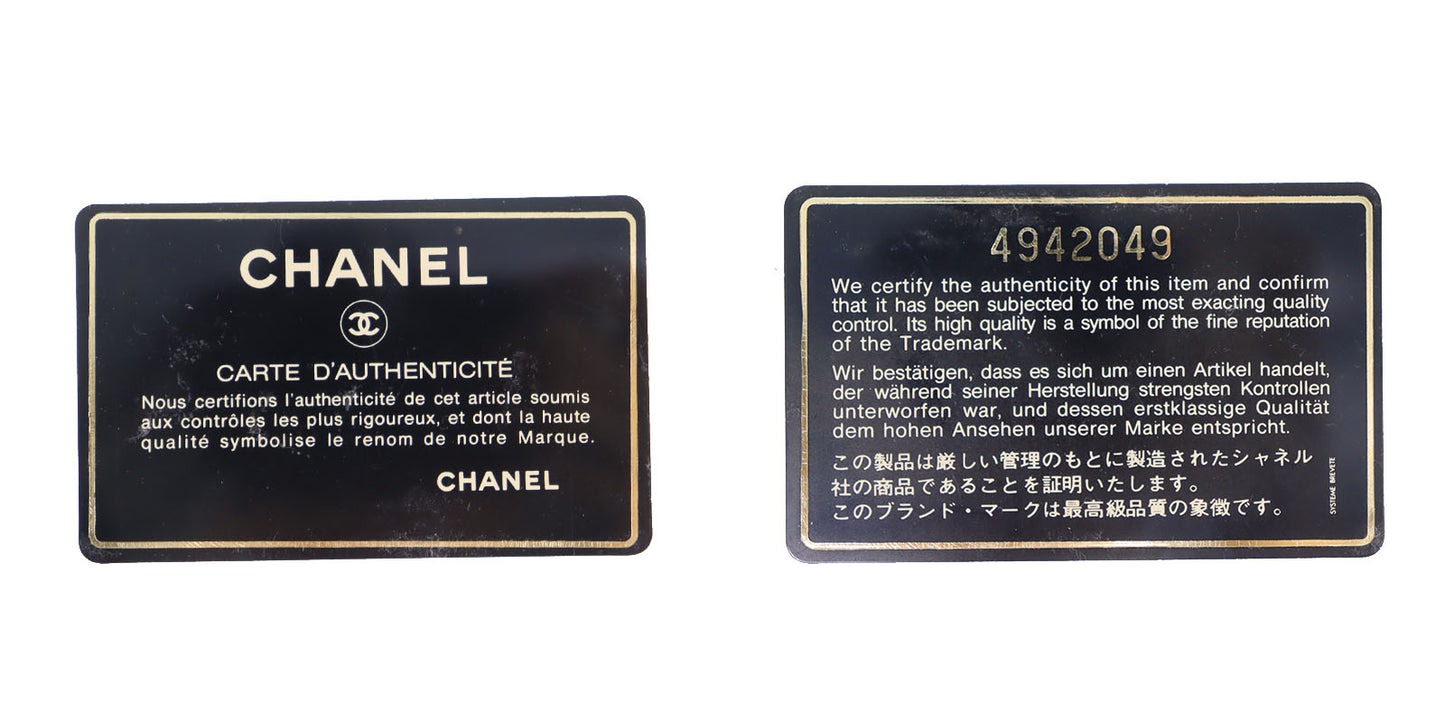 CHANEL
CARTE D'AUTHENTICITÉ
Nous certifions l'authenticité de cet article soumis
aux contrôles les plus rigoureux, et dont la haute
qualité symbolise le renom de notre Marque.
CHANEL
4942049
We certify the authenticity of this item and confirm
that it has been subjected to the most exacting quality
control. Its high quality is a symbol of the fine reputation
of the Trademark.
Wir bestätigen, dass es sich um einen Artikel handelt,
der während seiner Herstellung strengsten Kontrollen
unterworfen war, und dessen erstklassige Qualität
dem hohen Ansehen unserer Marke entspricht.
この製品は厳しい管理のもとに製造されたシャネル
社の商品であることを証明いたします。
このブランド・マークは最高級品質の象徴です。
SYSTEME BREVETE